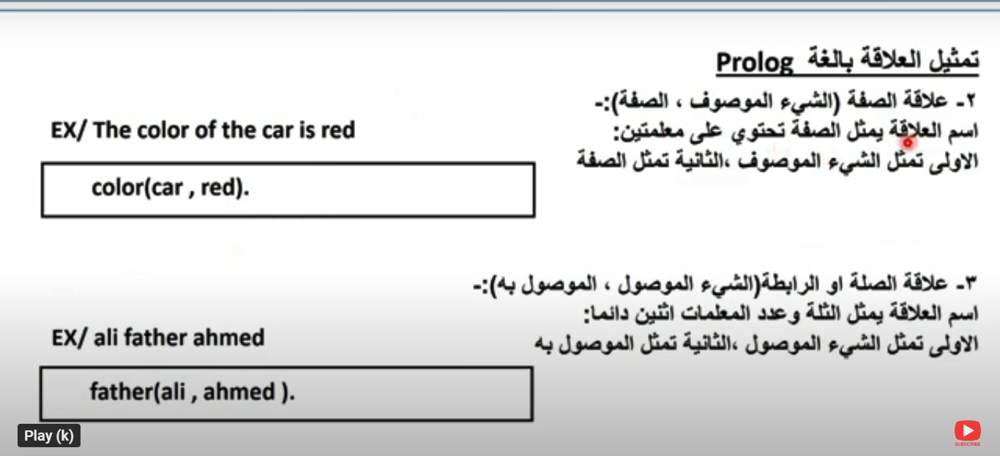 تمثيل العلاقة بالغة Prolog
٢- علاقة الصفة (الشيء الموصوف ، الصفة):-
اسم العلاقة يمثل الصفة تحتوي على معلمتين:
الاولى تمثل الشيء الموصوف ،الثانية تمثل الصفة
EX/ The color of the car is red
color(car , red).
٣- علاقة الصلة او الرابطة(الشيء الموصول ، الموصول به):-
اسم العلاقة يمثل الثلة وعدد المعلمات اثنين دائما:
الاولى تمثل الشيء الموصول ،الثانية تمثل الموصول به
EX/ ali father ahmed
father(ali , ahmed ).
Play (k)
SUBSCRIBE